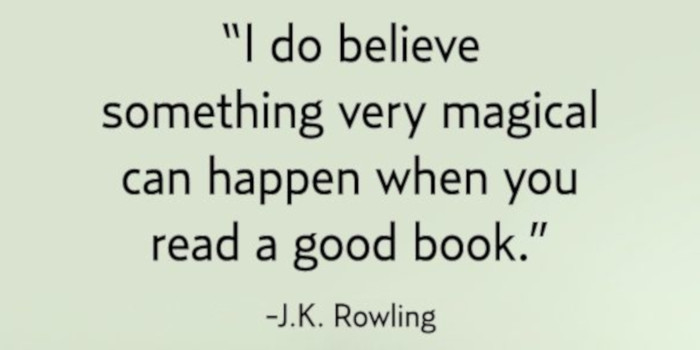 “I do believe
something very magical
can happen when you
read a good book.”
–J.K. Rowling